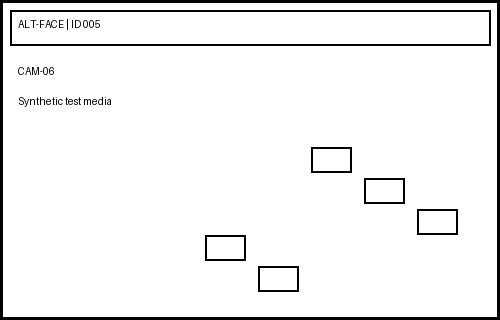 ALT-FACE | ID005
CAM-06
Synthetic test media